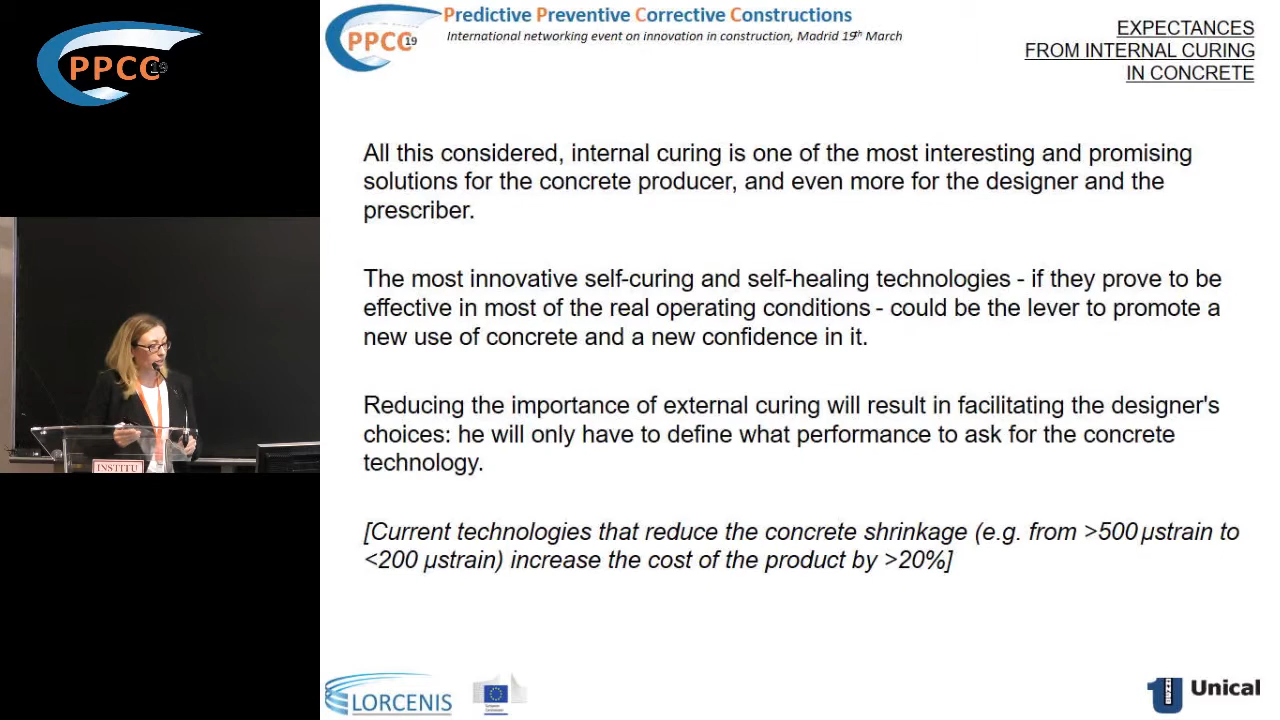 PPCC 19
PPCC 19
Predictive Preventive Corrective Constructions
International networking event on innovation in construction, Madrid 19th March
EXPECTANCES
FROM INTERNAL CURING
IN CONCRETE
All this considered, internal curing is one of the most interesting and promising
solutions for the concrete producer, and even more for the designer and the
prescriber.
The most innovative self-curing and self-healing technologies - if they prove to be
effective in most of the real operating conditions - could be the lever to promote a
new use of concrete and a new confidence in it.
Reducing the importance of external curing will result in facilitating the designer's
choices: he will only have to define what performance to ask for the concrete
technology.
[Current technologies that reduce the concrete shrinkage (e.g. from >500 µstrain to
<200 µstrain) increase the cost of the product by >20%]
INSTITU
LORCENIS
Unical